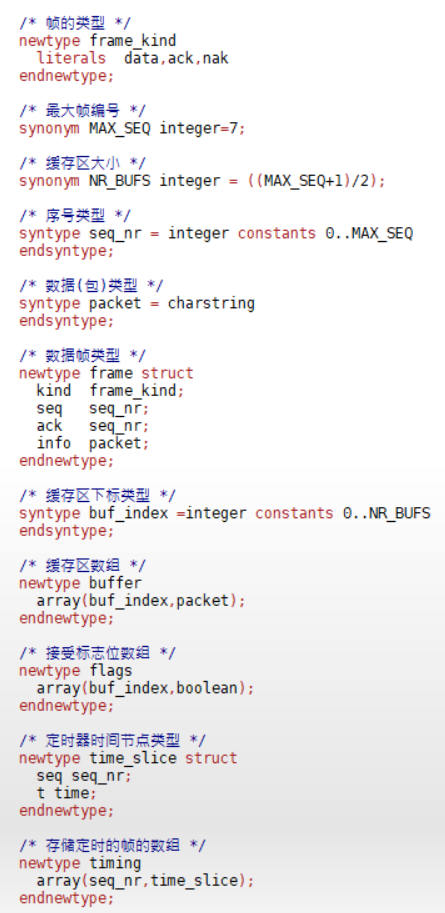 /* 帧的类型 */
newtype frame_kind
literals data,ack,nak
endnewtype;
/* 最大帧编号 */
synonym MAX_SEQ integer=7;
/* 缓存区大小 */
synonym NR_BUFS integer = ((MAX_SEQ+1)/2);
/* 序号类型 */
syntype seq_nr = integer constants 0..MAX_SEQ
endsyntype;
/* 数据(包)类型 */
syntype packet = charstring
endsyntype;
/* 数据帧类型 */
newtype frame struct
kind frame_kind;
seq seq_nr;
ack seq_nr;
info packet;
endnewtype;
/* 缓存区下标类型 */
syntype buf_index =integer constants 0..NR_BUFS
endsyntype;
/* 缓存区数组 */
newtype buffer
array(buf_index,packet);
endnewtype;
/* 接受标志位数组 */
newtype flags
array(buf_index,boolean);
endnewtype;
/* 定时器时间节点类型 */
newtype time_slice struct
seq seq_nr;
t time;
endnewtype;
/* 存储定时的帧的数组 */
newtype timing
array(seq_nr,time_slice);
endnewtype;